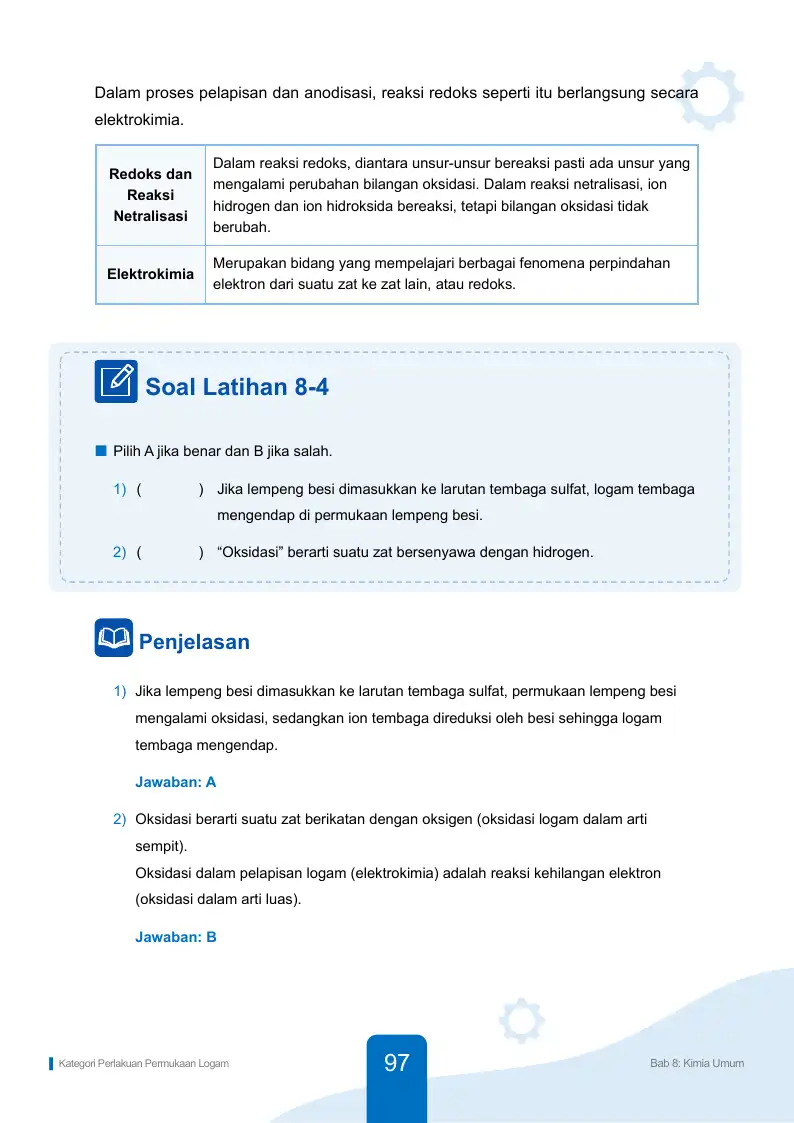 Dalam proses pelapisan dan anodisasi, reaksi redoks seperti itu berlangsung secara
elektrokimia.
Redoks dan
Reaksi
Netralisasi
Dalam reaksi redoks, diantara unsur-unsur bereaksi pasti ada unsur yang
mengalami perubahan bilangan oksidasi. Dalam reaksi netralisasi, ion
hidrogen dan ion hidroksida bereaksi, tetapi bilangan oksidasi tidak
berubah.
Elektrokimia
Merupakan bidang yang mempelajari berbagai fenomena perpindahan
elektron dari suatu zat ke zat lain, atau redoks.
Soal Latihan 8-4
■ Pilih A jika benar dan B jika salah.
1) ( ) Jika lempeng besi dimasukkan ke larutan tembaga sulfat, logam tembaga
mengendap di permukaan lempeng besi.
2) ( ) “Oksidasi” berarti suatu zat bersenyawa dengan hidrogen.
Penjelasan
1) Jika lempeng besi dimasukkan ke larutan tembaga sulfat, permukaan lempeng besi
mengalami oksidasi, sedangkan ion tembaga direduksi oleh besi sehingga logam
tembaga mengendap.
Jawaban: A
2) Oksidasi berarti suatu zat berikatan dengan oksigen (oksidasi logam dalam arti
sempit).
Oksidasi dalam pelapisan logam (elektrokimia) adalah reaksi kehilangan elektron
(oksidasi dalam arti luas).
Jawaban: B
Kategori Perlakuan Permukaan Logam
97
Bab 8: Kimia Umum